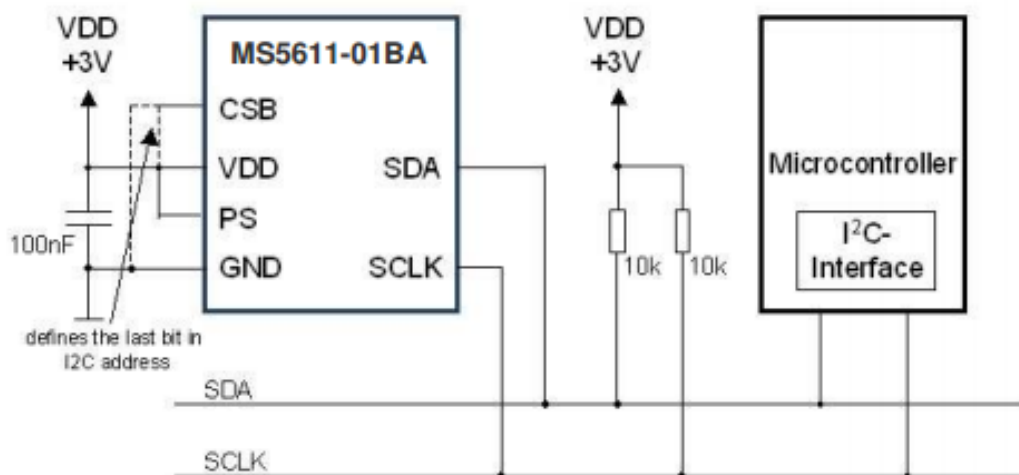 VDD
+3V
MS5611-01BA
CSB
VDD
PS
GND
SDA
SCLK
100nF
defines the last bit in
I2C address
VDD
+3V
10k
10k
Microcontroller
I²C-
Interface
SDA
SCLK